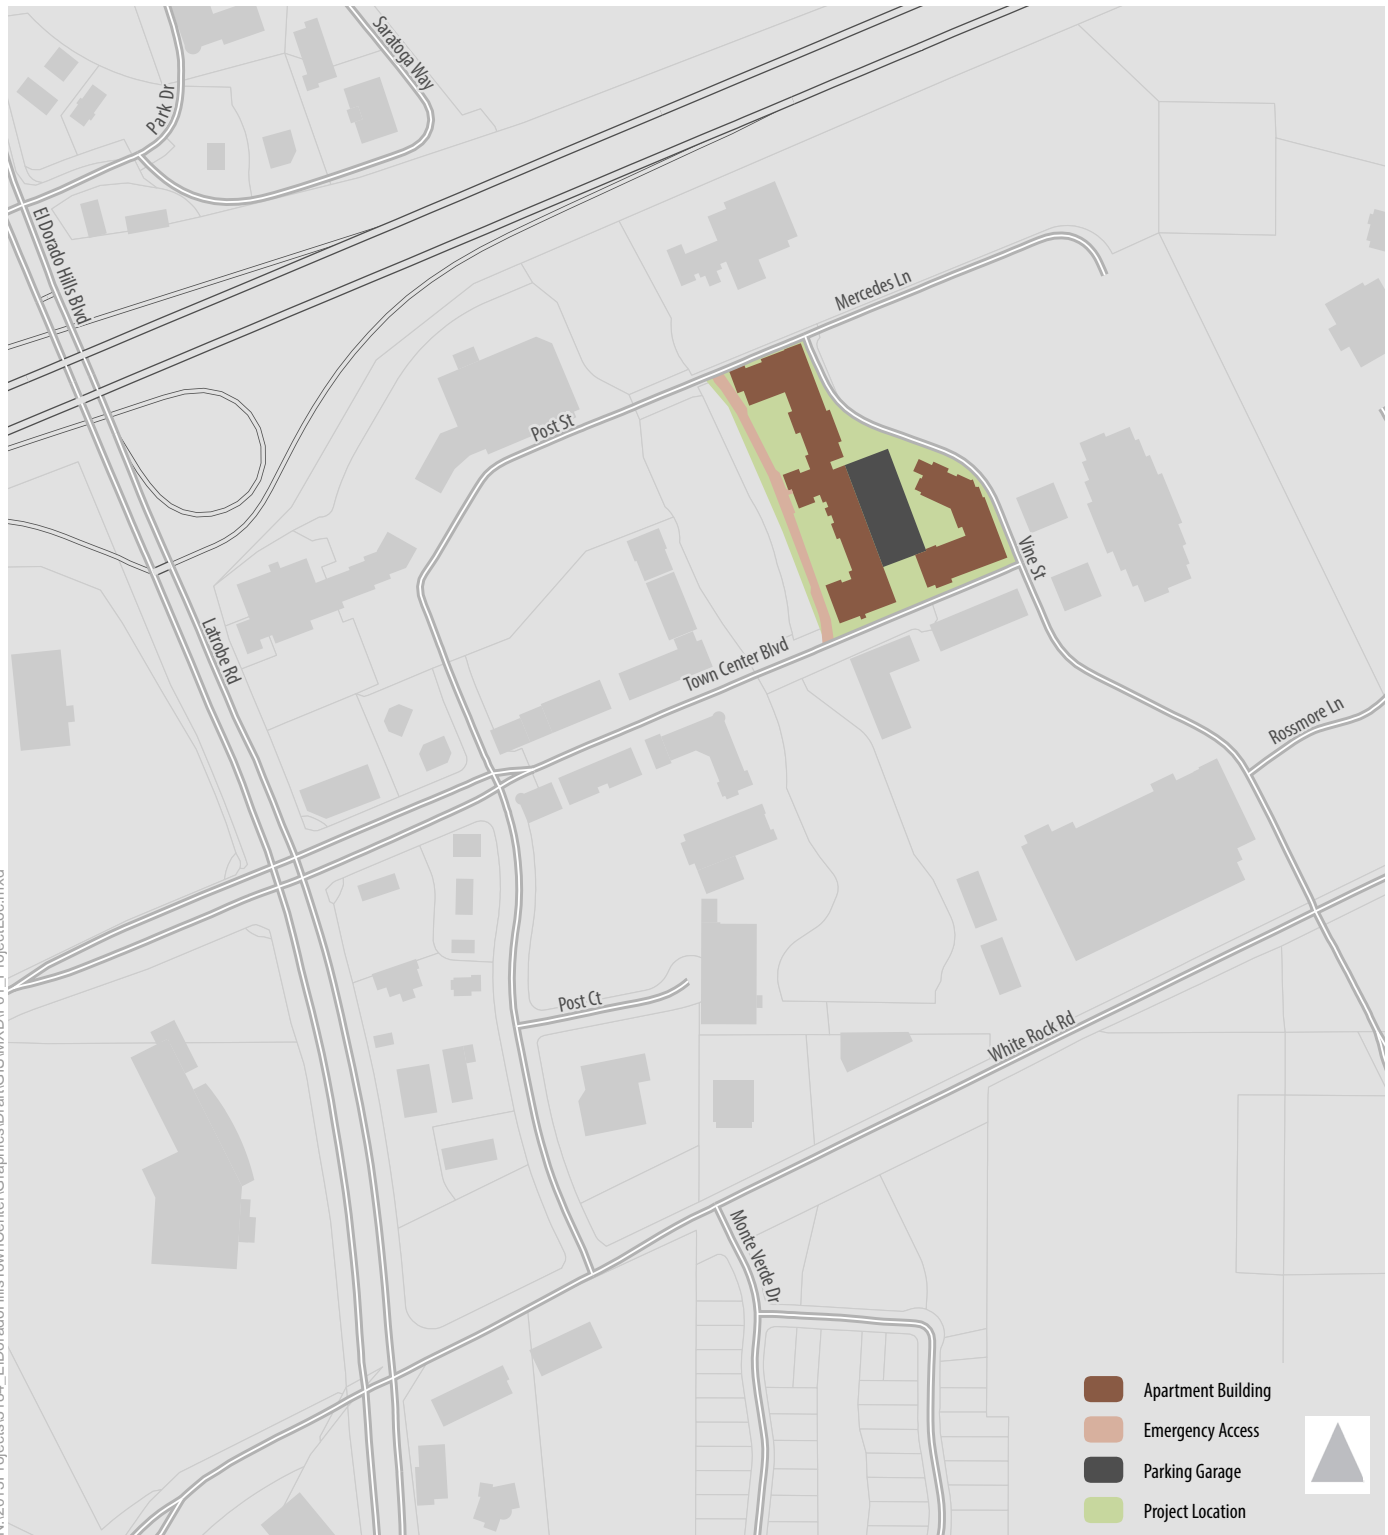 Saratoga Way
Park Dr
El Dorado Hills Blvd
Mercedes Ln
Post St
Vine St
Latrobe Rd
Town Center Blvd
Rossmore Ln
Post Ct
White Rock Rd
Monte Verde Dr
Apartment Building
Emergency Access
Parking Garage
Project Location